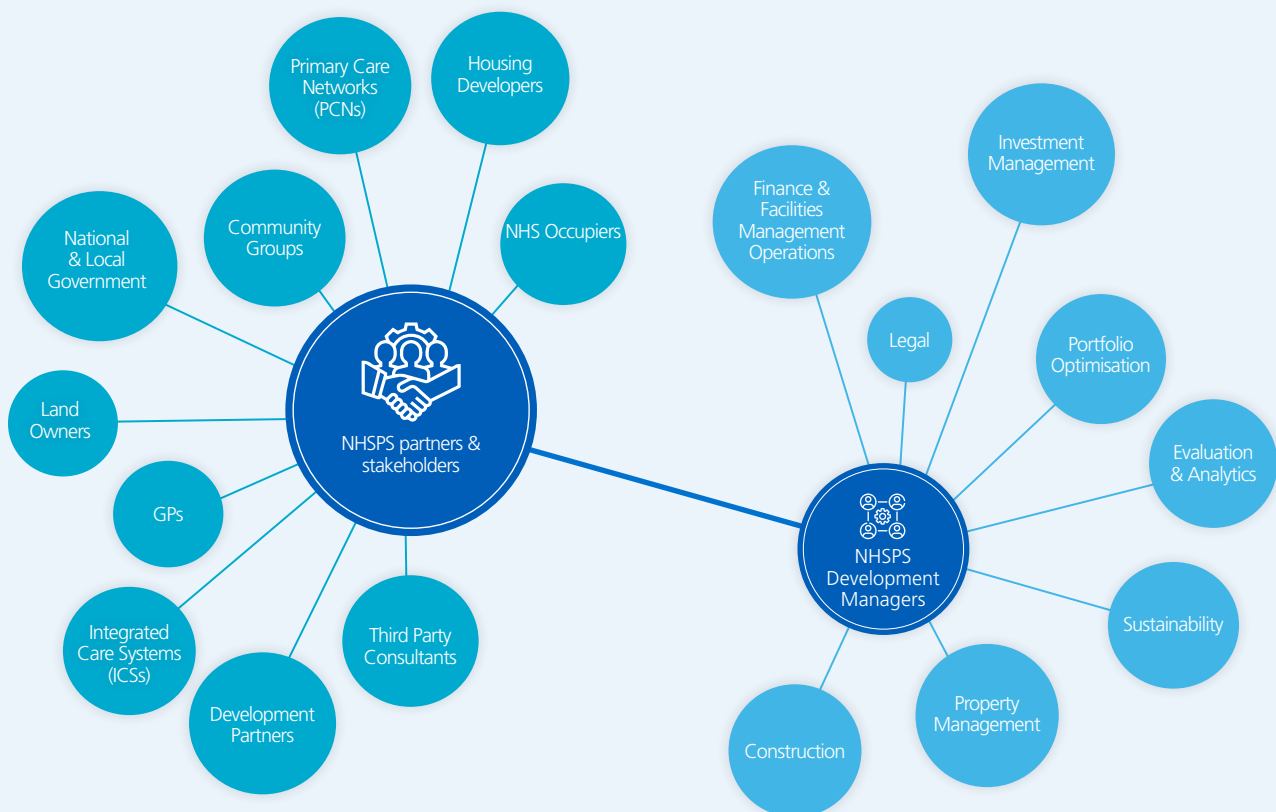 Primary Care
Networks
(PCNs)
Housing
Developers
Community
Groups
NHS Occupiers
National
& Local
Government
NHSPS partners &
stakeholders
Land
Owners
GPs
Integrated
Care Systems
(ICSs)
Development
Partners
Third Party
Consultants
Investment
Management
Finance &
Facilities
Management
Operations
Legal
Portfolio
Optimisation
Evaluation
& Analytics
NHSPS
Development
Managers
Sustainability
Property
Management
Construction